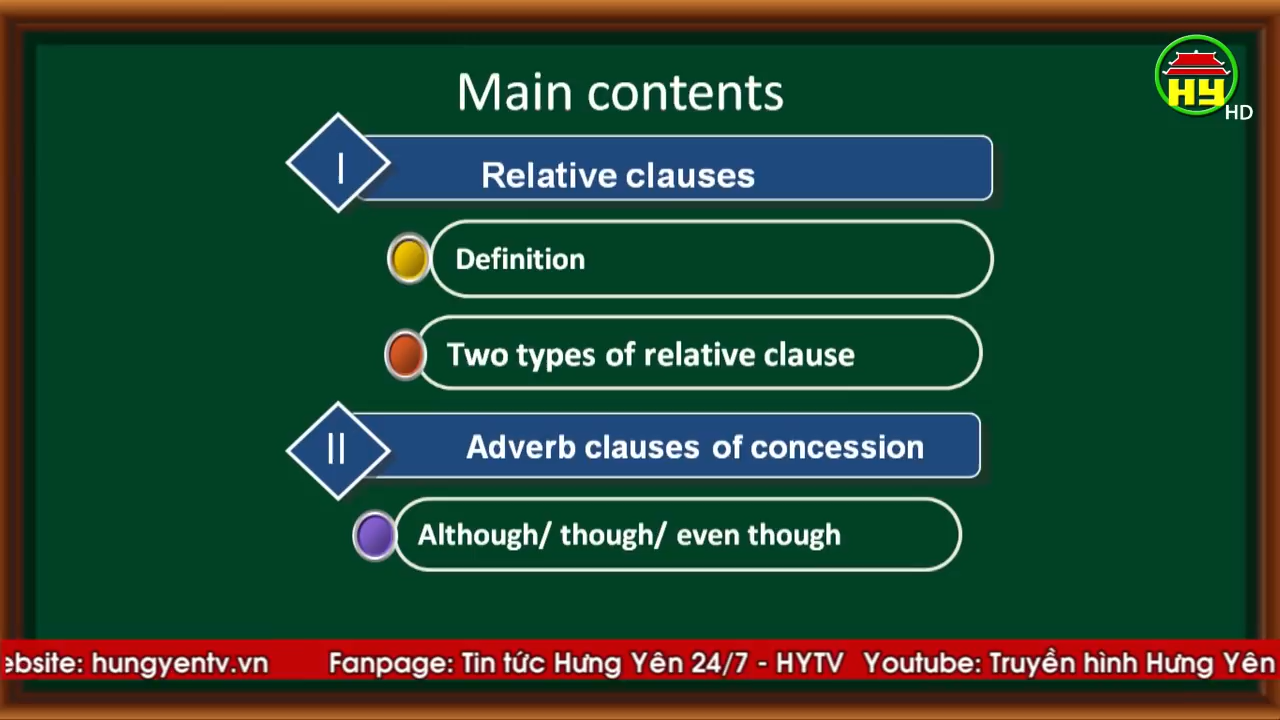 Main contents
HY
HD
I
Relative clauses
Definition
Two types of relative clause
II
Adverb clauses of concession
Although/ though/ even though
ebsite: hungyentv.vn Fanpage: Tin tức Hưng Yên 24/7 - HYTV Youtube: Truyền hình Hưng Yên